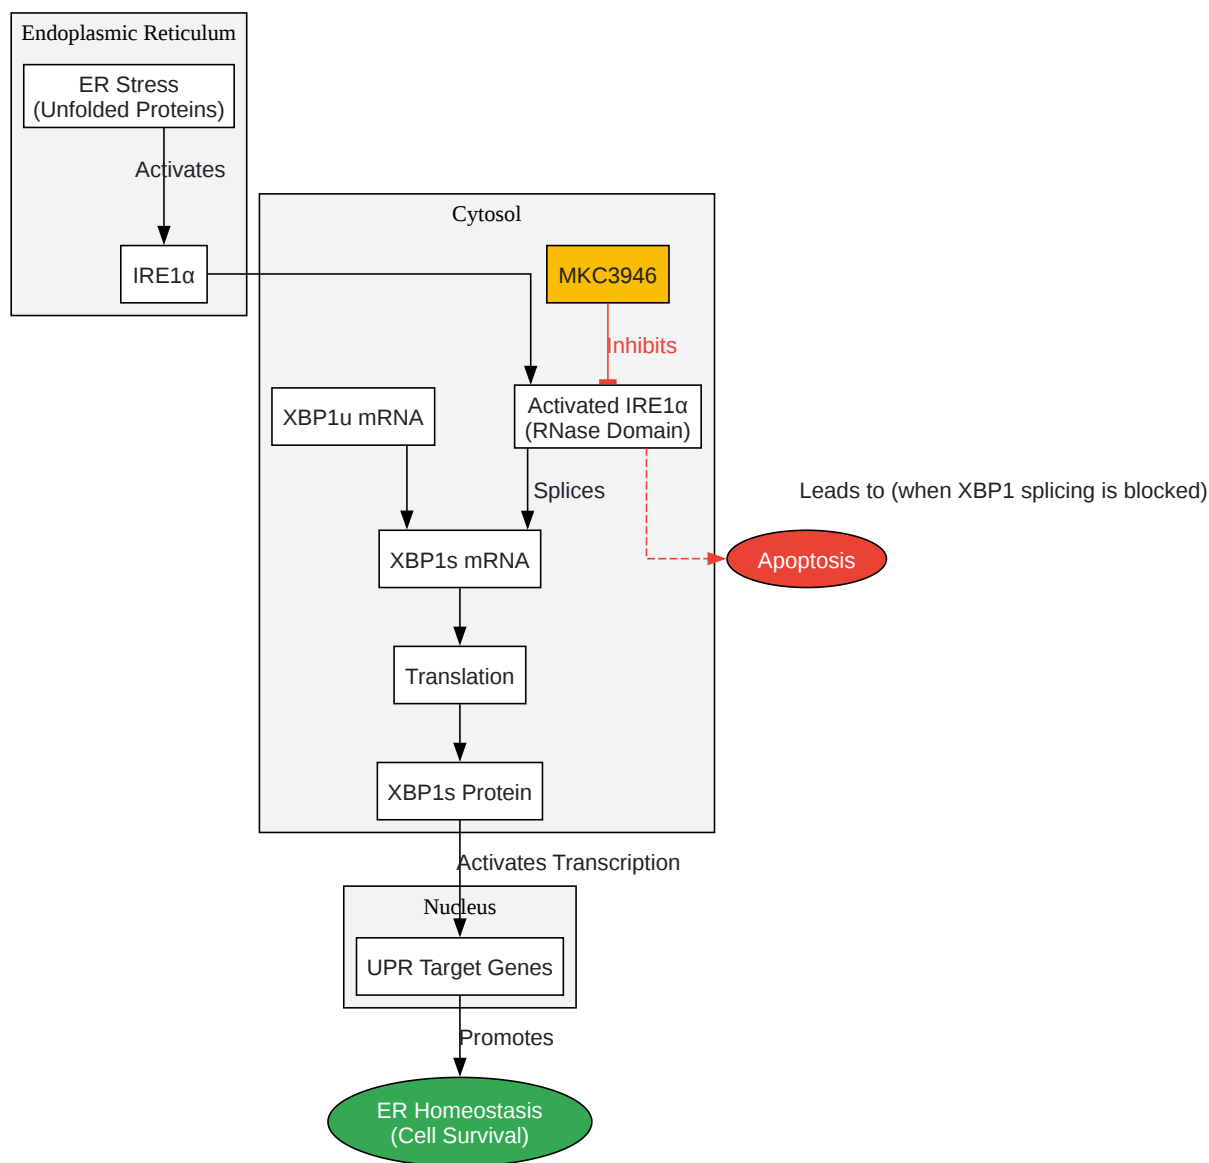 Endoplasmic Reticulum
ER Stress
(Unfolded Proteins)
Activates
IRE1α
Cytosol
MKC3946
Inhibits
XBP1u mRNA
Activated IRE1α
(RNase Domain)
Splices
Leads to (when XBP1 splicing is blocked)
XBP1s mRNA
Apoptosis
Translation
XBP1s Protein
Activates Transcription
Nucleus
UPR Target Genes
Promotes
ER Homeostasis
(Cell Survival)